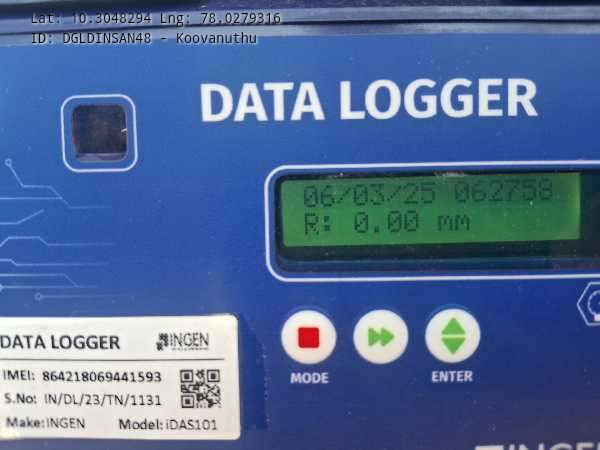 Lat: 10.3048294 Lng: 78.0279316
ID: DGLDINSAN48 - Koovanuthu
DATA LOGGER
06/03/25 062758
R: 0.00 mm
MODE
ENTER
DATA LOGGER
INGEN
IMEI: 864218069441593
S.No: IN/DL/23/TN/1131
Make:INGEN Model: iDAS101
INGEN